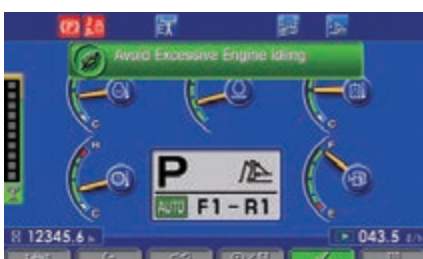 (P)
Avoid Excessive Engine Idling
C
C
H
F
C
E
P
AUTO F1-R1
12345.6 h
043.5